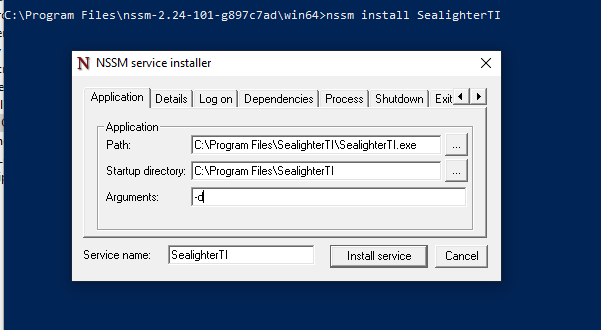 C:\Program Files\nssm-2.24-101-g897c7ad\win64>nssm install SealighterTI
NSSM service installer
Application Details Log on Dependencies Process Shutdown Exit
Application
Path: C:\Program Files\SealighterTI\SealighterTI.exe ...
Startup directory: C:\Program Files\SealighterTI ...
Arguments: -d
Service name: SealighterTI Install service Cancel